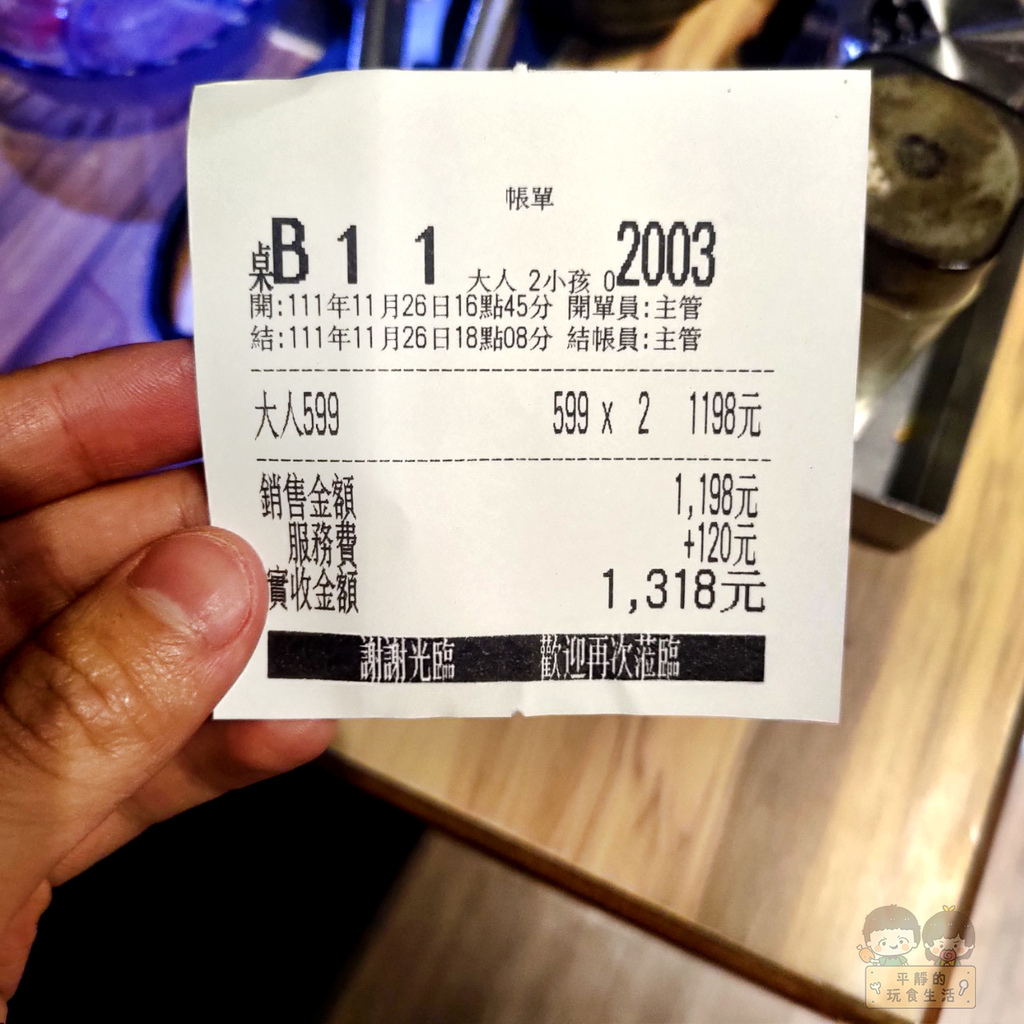 帳單
桌B 1 1 大人 2小孩 0 2003
開:111年11月26日16點45分 開單員:主管
結:111年11月26日18點08分 結帳員:主管
大人599 599 x 2 1198元
銷售金額 1,198元
服務費 +120元
實收金額 1,318元
謝謝光臨 歡迎再次蒞臨
平靜的
玩食生活